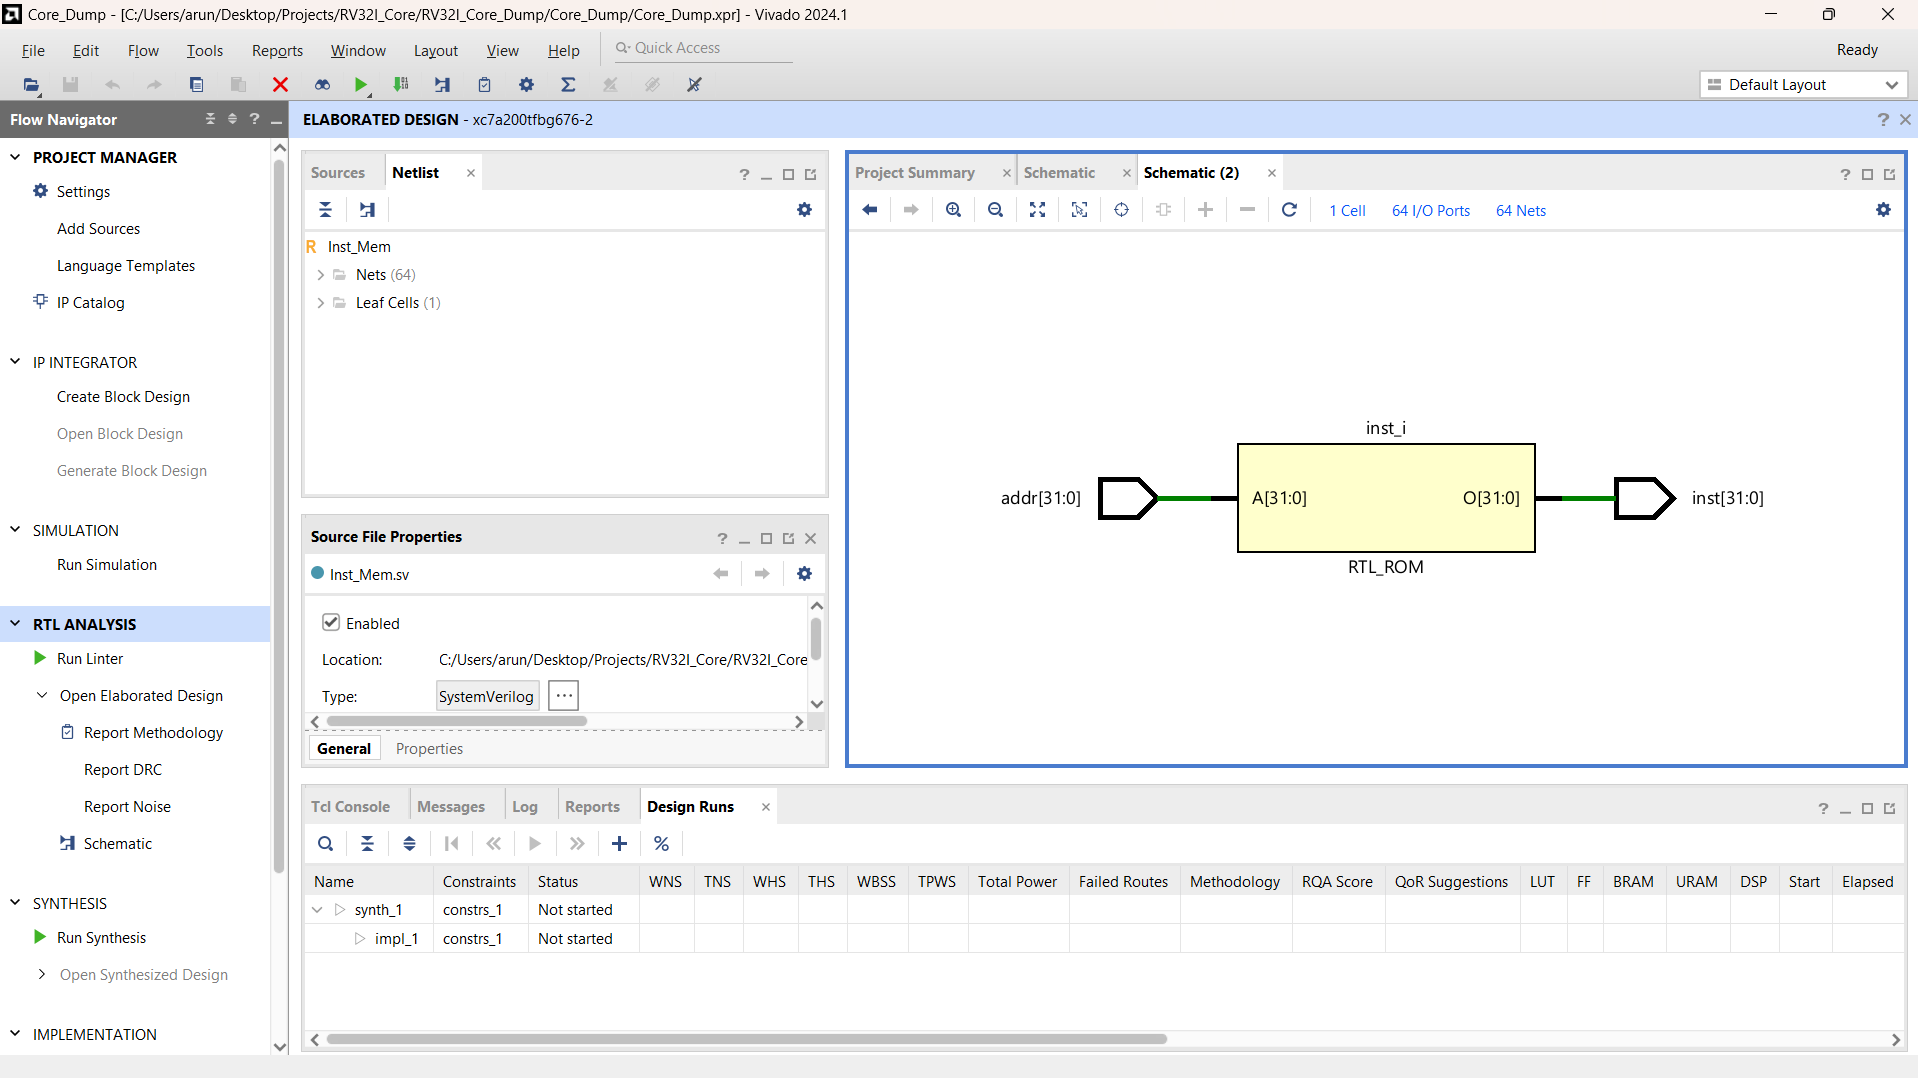 Core_Dump - [C:/Users/arun/Desktop/Projects/RV32I_Core/RV32I_Core_Dump/Core_Dump/Core_Dump.xpr] - Vivado 2024.1
File Edit Flow Tools Reports Window Layout View Help Quick Access Ready
Default Layout
Flow Navigator
PROJECT MANAGER
Settings
Add Sources
Language Templates
IP Catalog
IP INTEGRATOR
Create Block Design
Open Block Design
Generate Block Design
SIMULATION
Run Simulation
RTL ANALYSIS
Run Linter
Open Elaborated Design
Report Methodology
Report DRC
Report Noise
Schematic
SYNTHESIS
Run Synthesis
Open Synthesized Design
IMPLEMENTATION
ELABORATED DESIGN - xc7a200tfbg676-2
Sources Netlist
Inst_Mem
Nets (64)
Leaf Cells (1)
Source File Properties
Inst_Mem.sv
Enabled
Location: C:/Users/arun/Desktop/Projects/RV32I_Core/RV32I_Core
Type: SystemVerilog ...
General Properties
Project Summary Schematic Schematic (2)
1 Cell 64 I/O Ports 64 Nets
inst_i
addr[31:0] A[31:0] O[31:0] inst[31:0]
RTL_ROM
Tcl Console Messages Log Reports Design Runs
Name Constraints Status WNS TNS WHS THS WBSS TPWS Total Power Failed Routes Methodology RQA Score QoR Suggestions LUT FF BRAM URAM DSP Start Elapsed
synth_1 constrs_1 Not started
impl_1 constrs_1 Not started